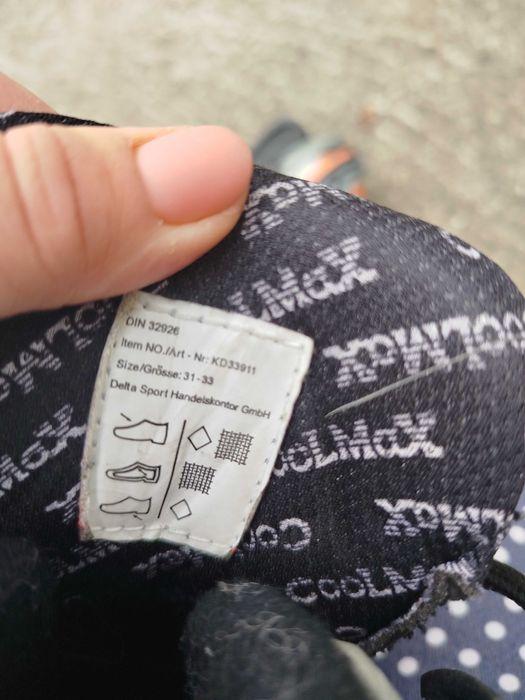 DIN 32926
Item NO./Art - Nr: KD33911
Size/Grösse: 31-33
Delta Sport Handelskontor GmbH
COOLMAX
COOLMAX
COOLMAX
COOLMAX
COOLMAX